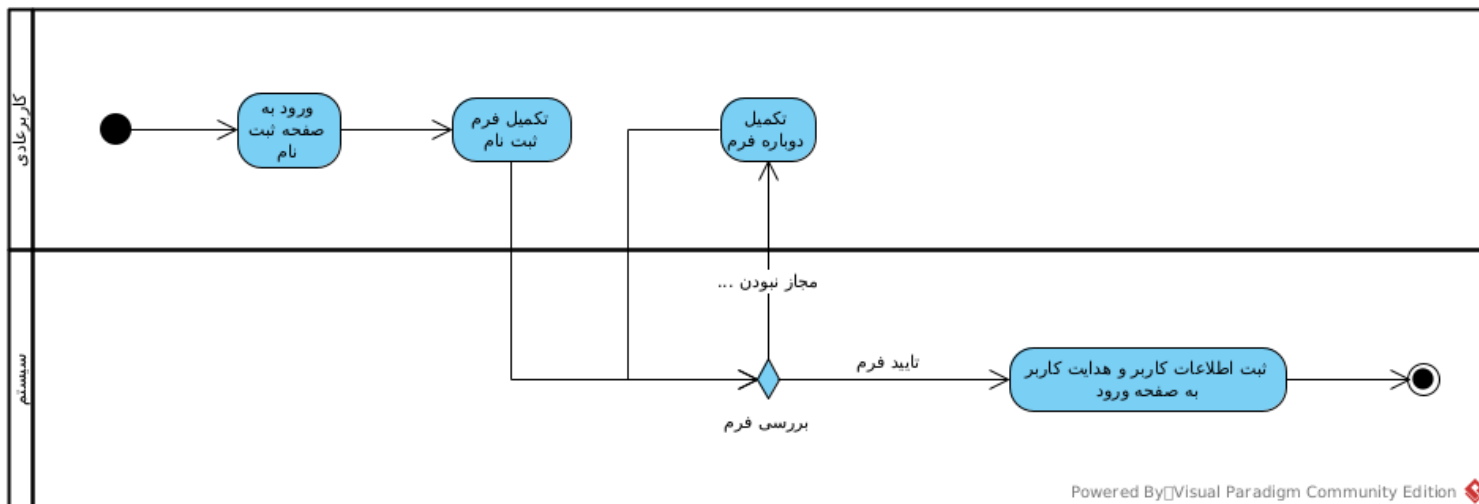 کاربرعادی
ورود به
صفحه ثبت
نام
تکمیل فرم
ثبت نام
تکمیل
دوباره فرم
سیستم
مجاز نبودن ...
تایید فرم
بررسی فرم
ثبت اطلاعات کاربر و هدایت کاربر
به صفحه ورود
Powered By▯Visual Paradigm Community Edition